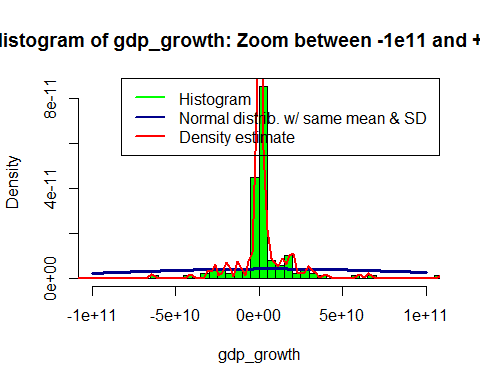 listogram of gdp_growth: Zoom between -1e11 and +
Histogram
Normal distrib. w/ same mean & SD
Density estimate
Density
0e+00
4e-11
8e-11
-1e+11
-5e+10
0e+00
5e+10
1e+11
gdp_growth